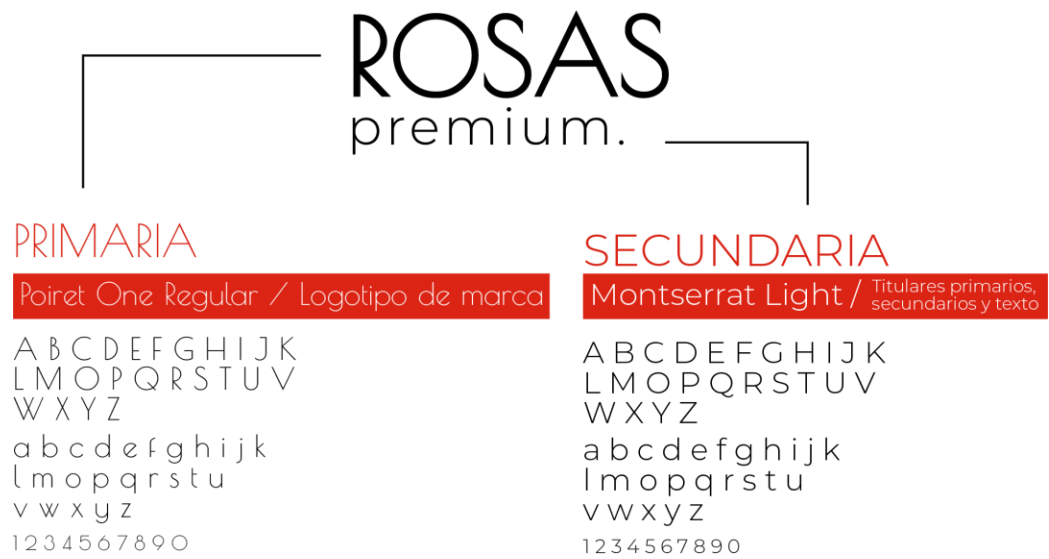 ROSAS
premium.
PRIMARIA
Poiret One Regular / Logotipo de marca
A B C D E F G H I J K
L M O P Q R S T U V
W X Y Z
a b c d e f g h i j k
l m o p q r s t u
v w x y z
1 2 3 4 5 6 7 8 9 0
SECUNDARIA
Montserrat Light / Titulares primarios,
secundarios y texto
A B C D E F G H I J K
L M O P Q R S T U V
W X Y Z
a b c d e f g h i j k
l m o p q r s t u
v w x y z
1 2 3 4 5 6 7 8 9 0